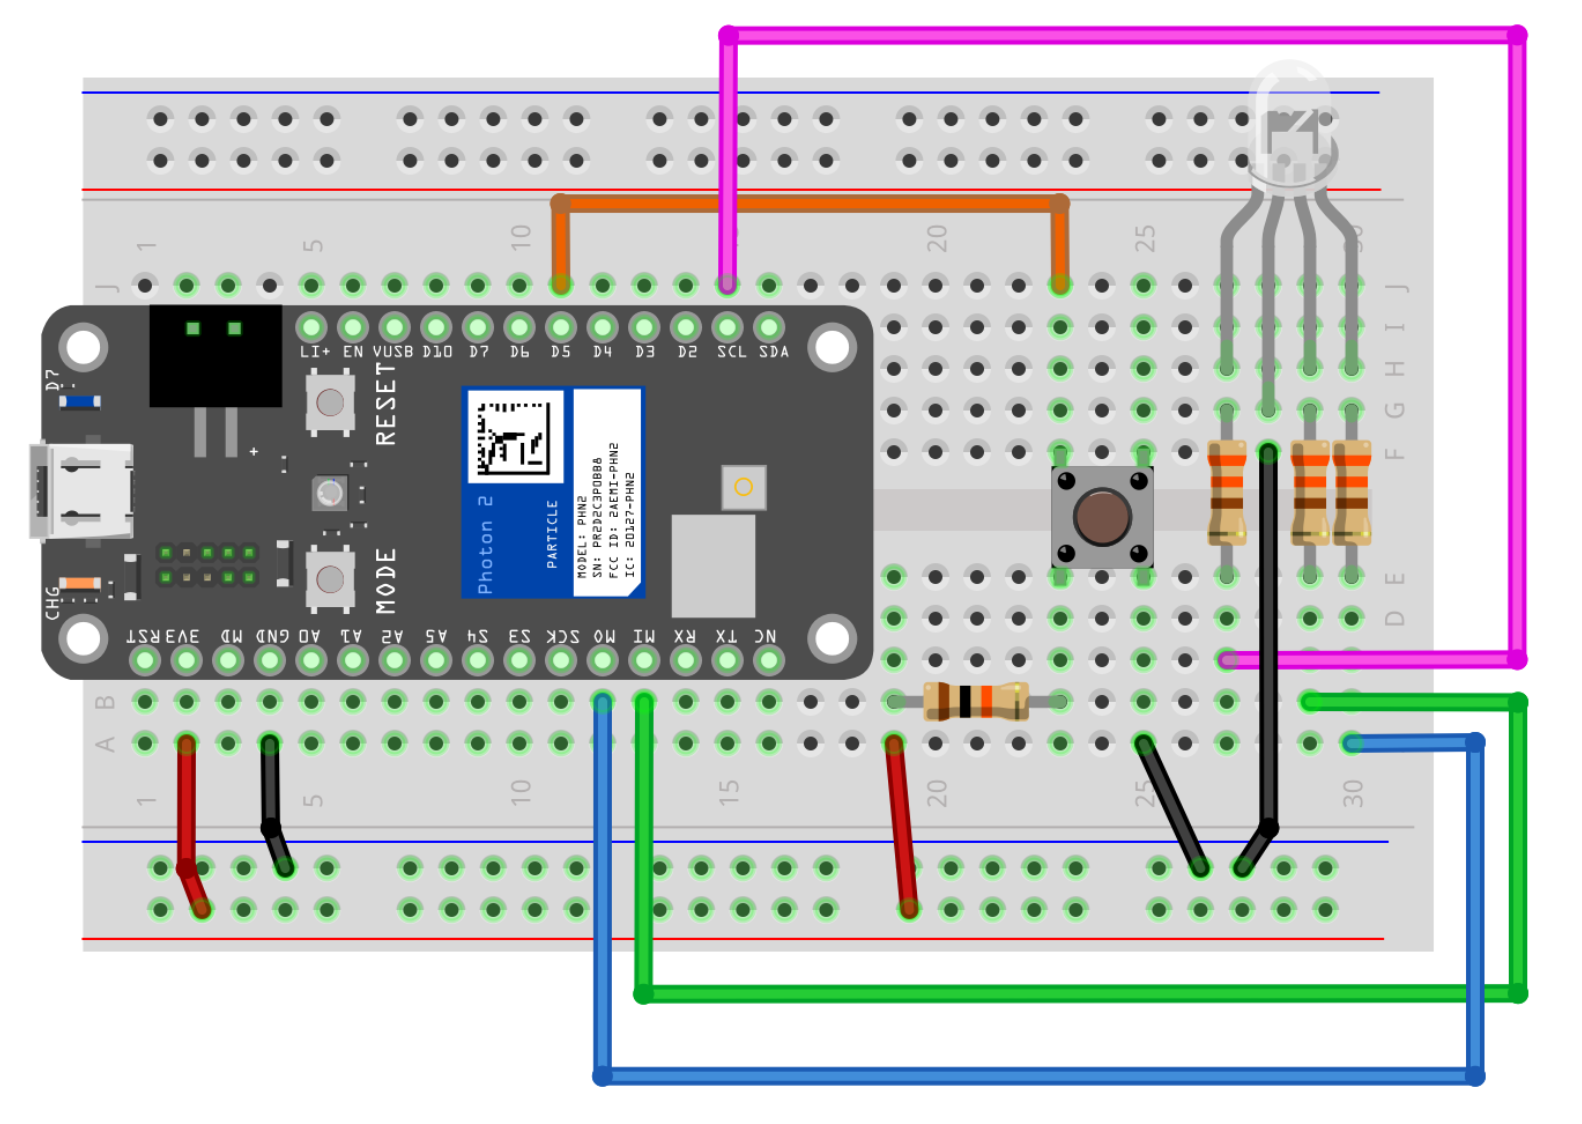 1 5 10 15 20 25 30
J J
I
H
G
F
E
D
B
A
LI+ EN VUSB D10 D7 D6 D5 D4 D3 D2 SCL SDA
D7
RESET
+
Photon 2
PARTICLE
MODEL: PHN2
FCC ID: 2AEMI-PHN2
IC: 20127-PHN2
MODE
CHG
RST 3V3 MD GND A0 A1 A2 A5 S4 S3 SCK MO MI RX TX NC
1 5 10 15 20 25 30